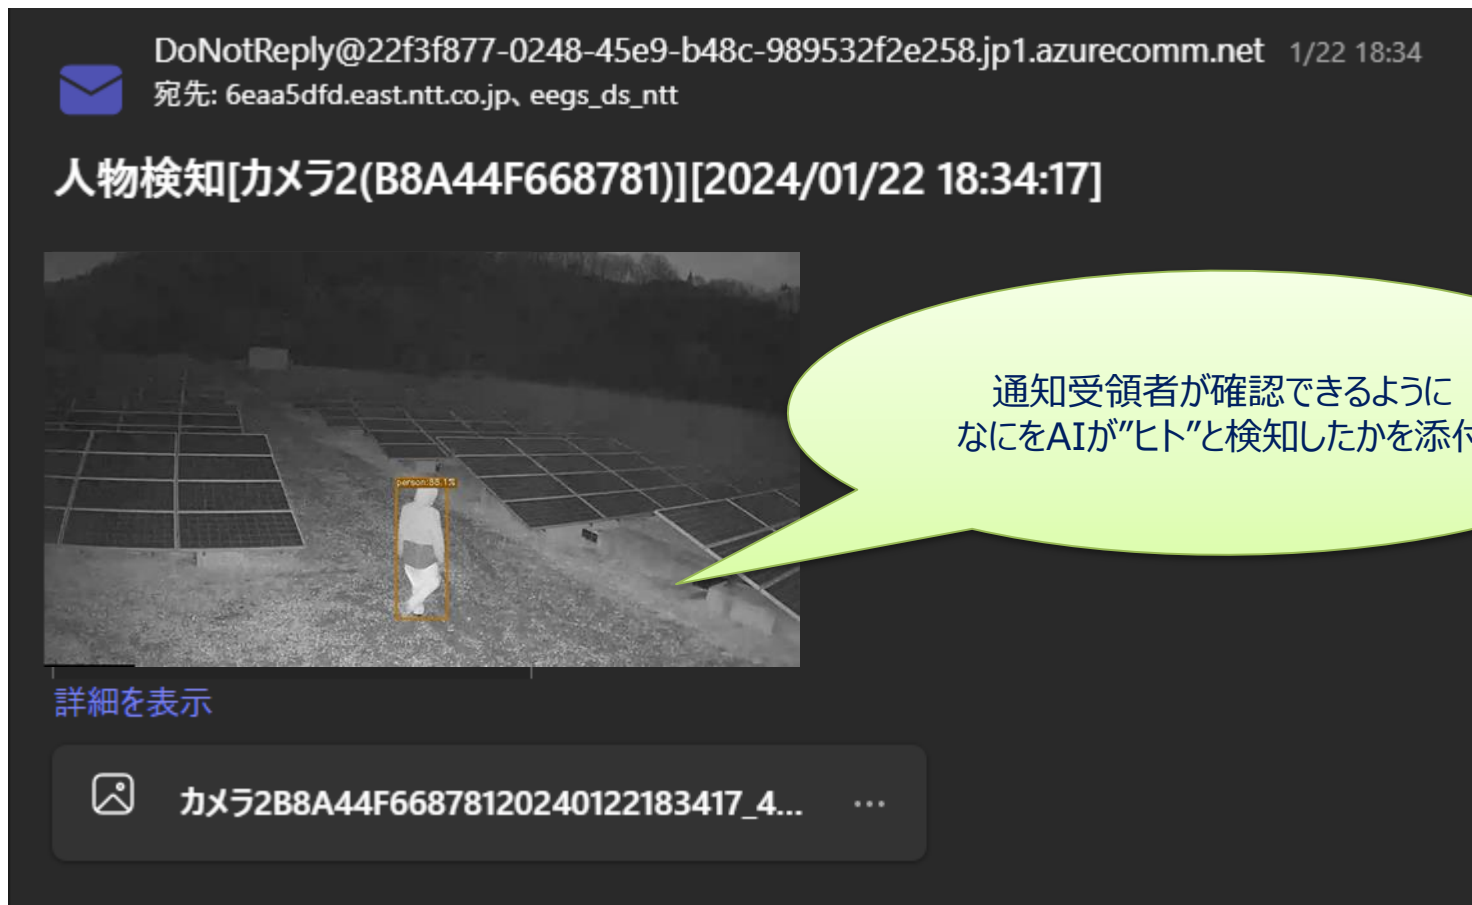 DoNotReply@22f3f877-0248-45e9-b48c-989532f2e258.jp1.azurecomm.net 1/22 18:34
宛先: 6eaa5dfd.east.ntt.co.jp、eegs_ds_ntt
人物検知[カメラ2(B8A44F668781)][2024/01/22 18:34:17]
通知受領者が確認できるように
なにをAIが”ヒト”と検知したかを添付
person:88.1%
詳細を表示
カメラ2B8A44F66878120240122183417_4...